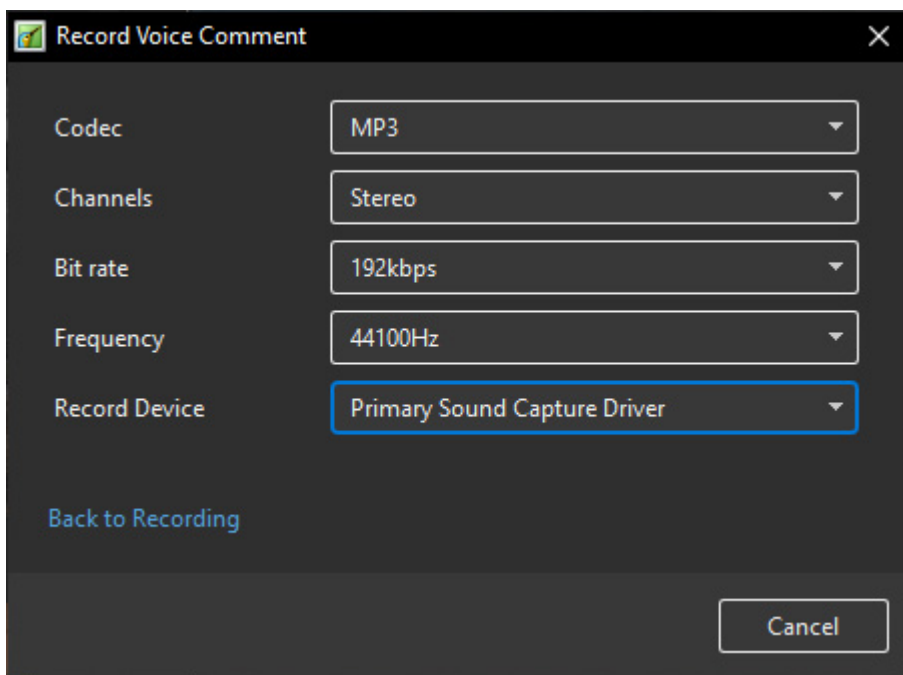 Record Voice Comment
Codec MP3
Channels Stereo
Bit rate 192kbps
Frequency 44100Hz
Record Device Primary Sound Capture Driver
Back to Recording
Cancel